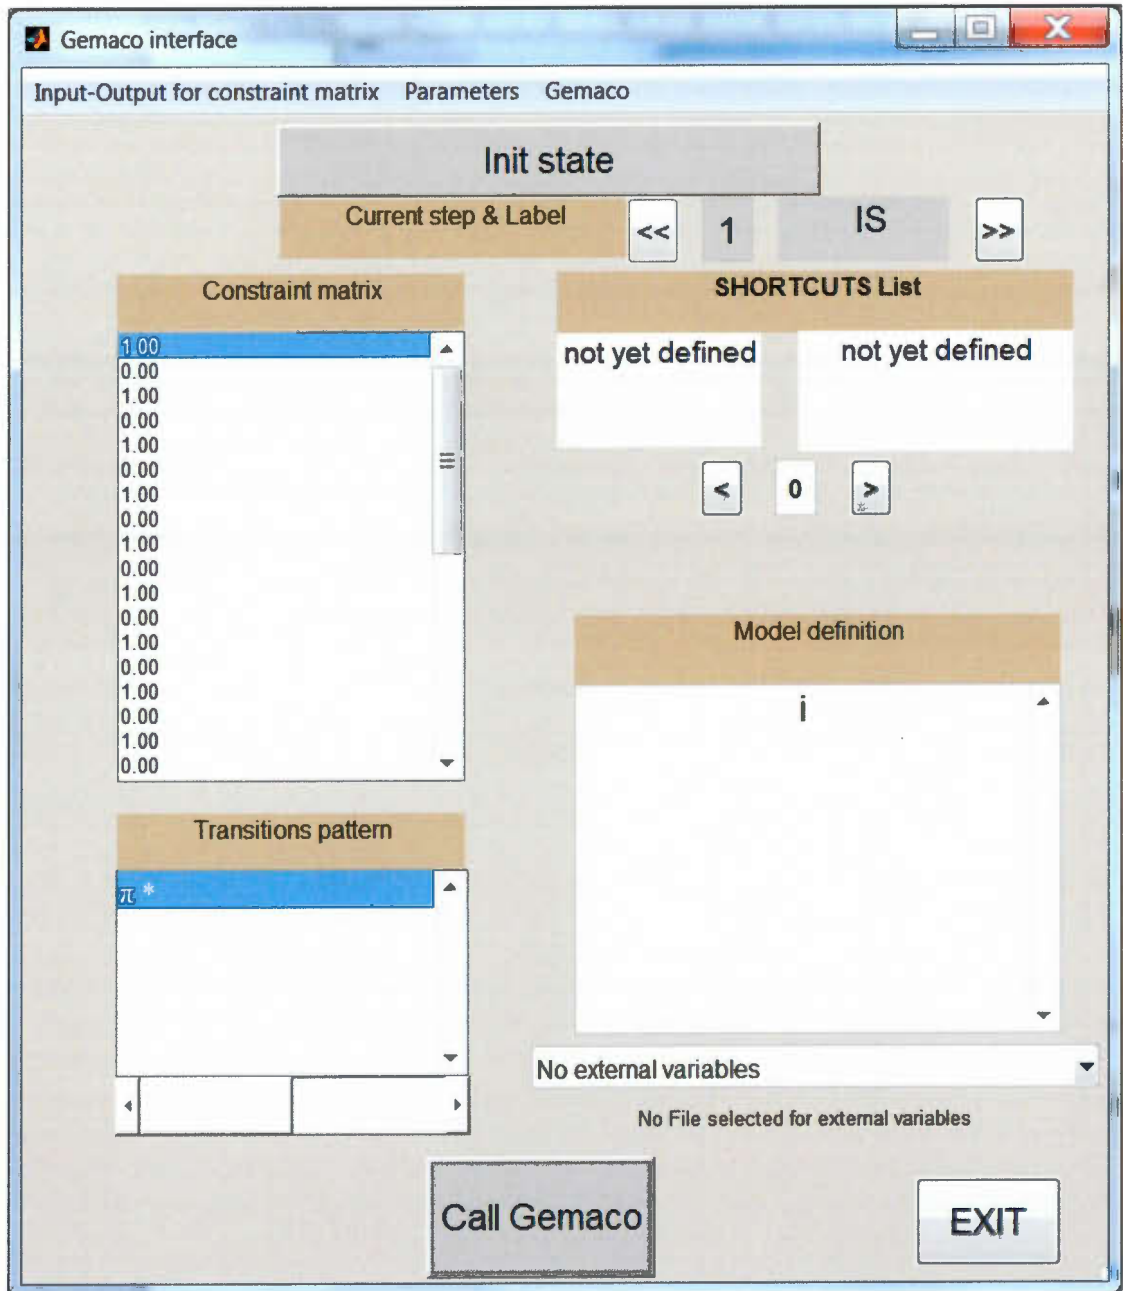 Gemaco interface
Input-Output for constraint matrix Parameters Gemaco
Init state
Current step & Label << 1 IS >>
Constraint matrix
1.00
0.00
1.00
0.00
1.00
0.00
1.00
0.00
1.00
0.00
1.00
0.00
1.00
0.00
1.00
0.00
1.00
0.00
SHORTCUTS List
not yet defined not yet defined
< 0 >
Model definition
i
Transitions pattern
π *
No external variables
No File selected for external variables
Call Gemaco
EXIT